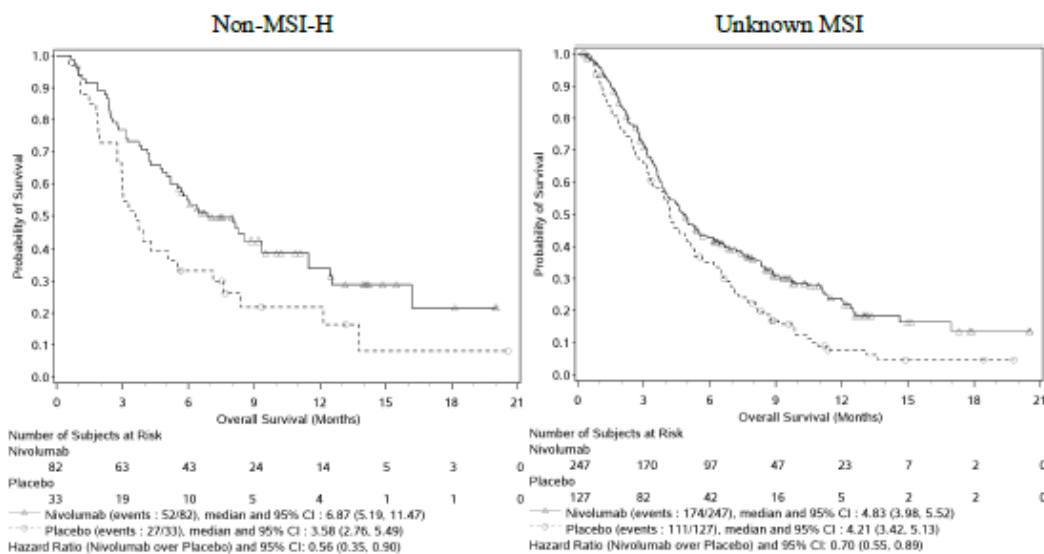 Non-MSI-H
Probability of Survival
1.0
0.9
0.8
0.7
0.6
0.5
0.4
0.3
0.2
0.1
0.0
0 3 6 9 12 15 18 21
Overall Survival (Months)
Number of Subjects at Risk
Nivolumab
82 63 43 24 14 5 3 0
Placebo
33 19 10 5 4 1 1 0
Nivolumab (events : 52/82), median and 95% CI : 6.87 (5.19, 11.47)
Placebo (events : 27/33), median and 95% CI : 3.58 (2.76, 5.49)
Hazard Ratio (Nivolumab over Placebo) and 95% CI: 0.56 (0.35, 0.90)
Unknown MSI
Probability of Survival
1.0
0.9
0.8
0.7
0.6
0.5
0.4
0.3
0.2
0.1
0.0
0 3 6 9 12 15 18 21
Overall Survival (Months)
Number of Subjects at Risk
Nivolumab
247 170 97 47 23 7 2 0
Placebo
127 82 42 16 5 2 2 0
Nivolumab (events : 174/247), median and 95% CI : 4.83 (3.98, 5.52)
Placebo (events : 111/127), median and 95% CI : 4.21 (3.42, 5.13)
Hazard Ratio (Nivolumab over Placebo) and 95% CI: 0.70 (0.55, 0.89)